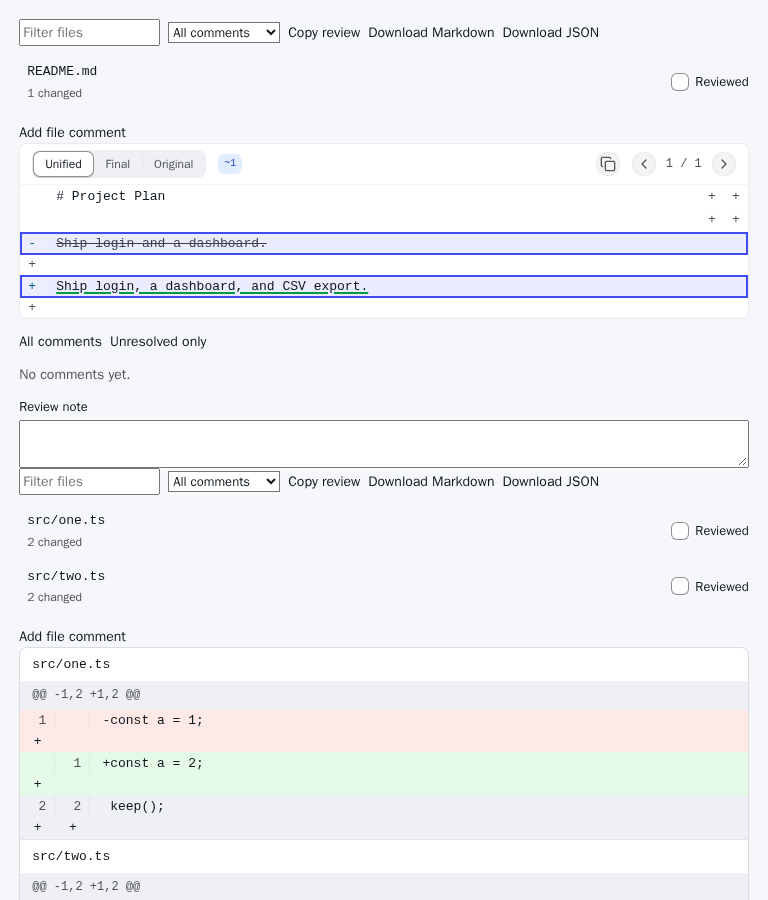 Filter files All comments Copy review Download Markdown Download JSON
README.md
1 changed
Reviewed
Add file comment
Unified Final Original ~1 1 / 1
# Project Plan + +
+ +
- Ship login and a dashboard.
+
+ Ship login, a dashboard, and CSV export.
+
All comments Unresolved only
No comments yet.
Review note
Filter files All comments Copy review Download Markdown Download JSON
src/one.ts
2 changed
Reviewed
src/two.ts
2 changed
Reviewed
Add file comment
src/one.ts
@@ -1,2 +1,2 @@
1 -const a = 1;
+
1 +const a = 2;
+
2 2 keep();
+ +
src/two.ts
@@ -1,2 +1,2 @@